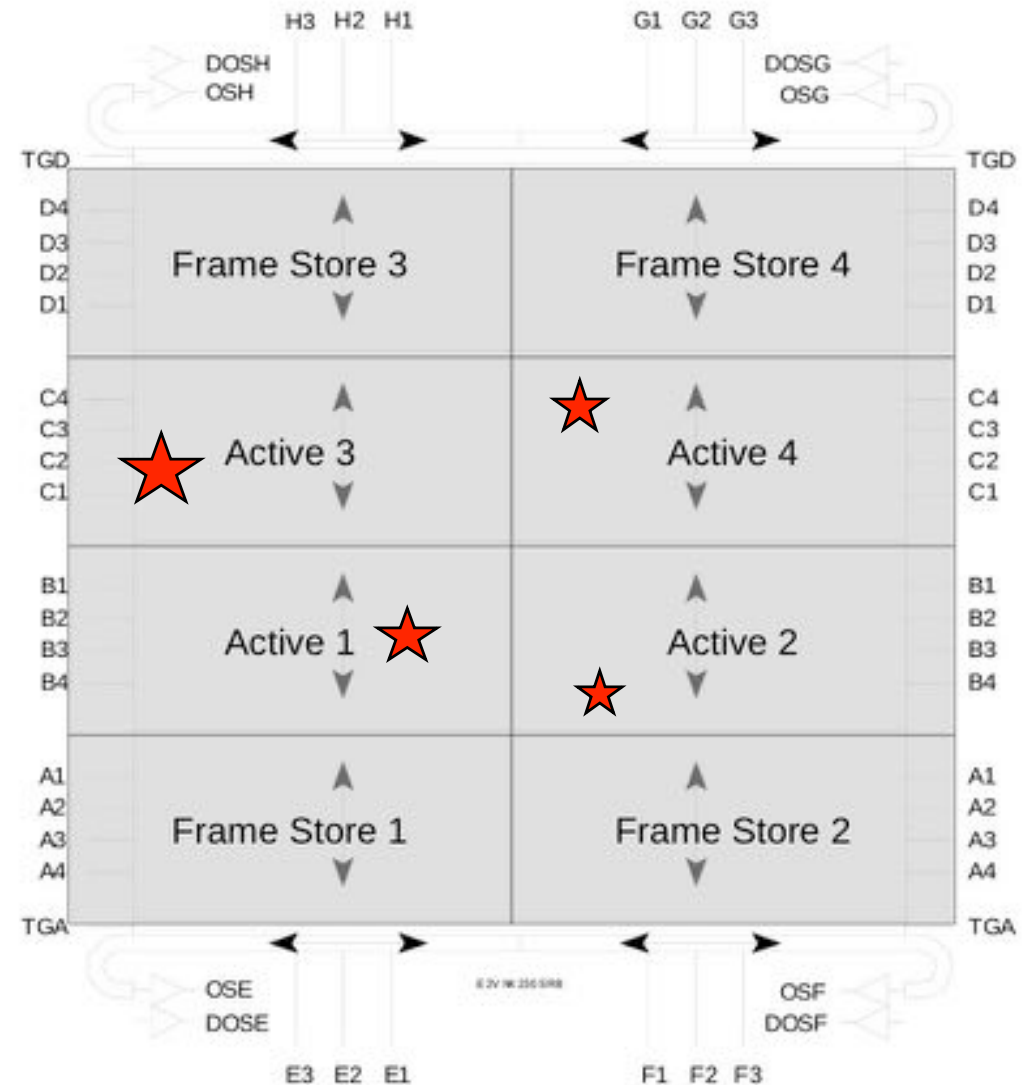 H3 H2 H1 G1 G2 G3
DOSH DOSG
OSH OSG
TGD TGD
D4 D4
D3 D3
Frame Store 3 Frame Store 4
D2 D2
D1 D1
C4 C4
C3 C3
Active 3 Active 4
C2 C2
C1 C1
B1 B1
B2 B2
Active 1 Active 2
B3 B3
B4 B4
A1 A1
A2 A2
Frame Store 1 Frame Store 2
A3 A3
A4 A4
TGA TGA
OSE OSF
DOSE DOSF
E3 E2 E1 F1 F2 F3